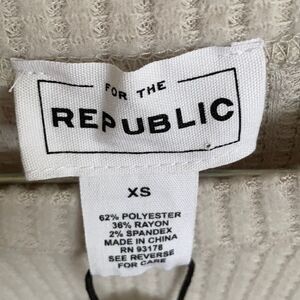 FOR THE
REPUBLIC
XS
62% POLYESTER
36% RAYON
2% SPANDEX
MADE IN CHINA
RN 93178
SEE REVERSE
FOR CARE